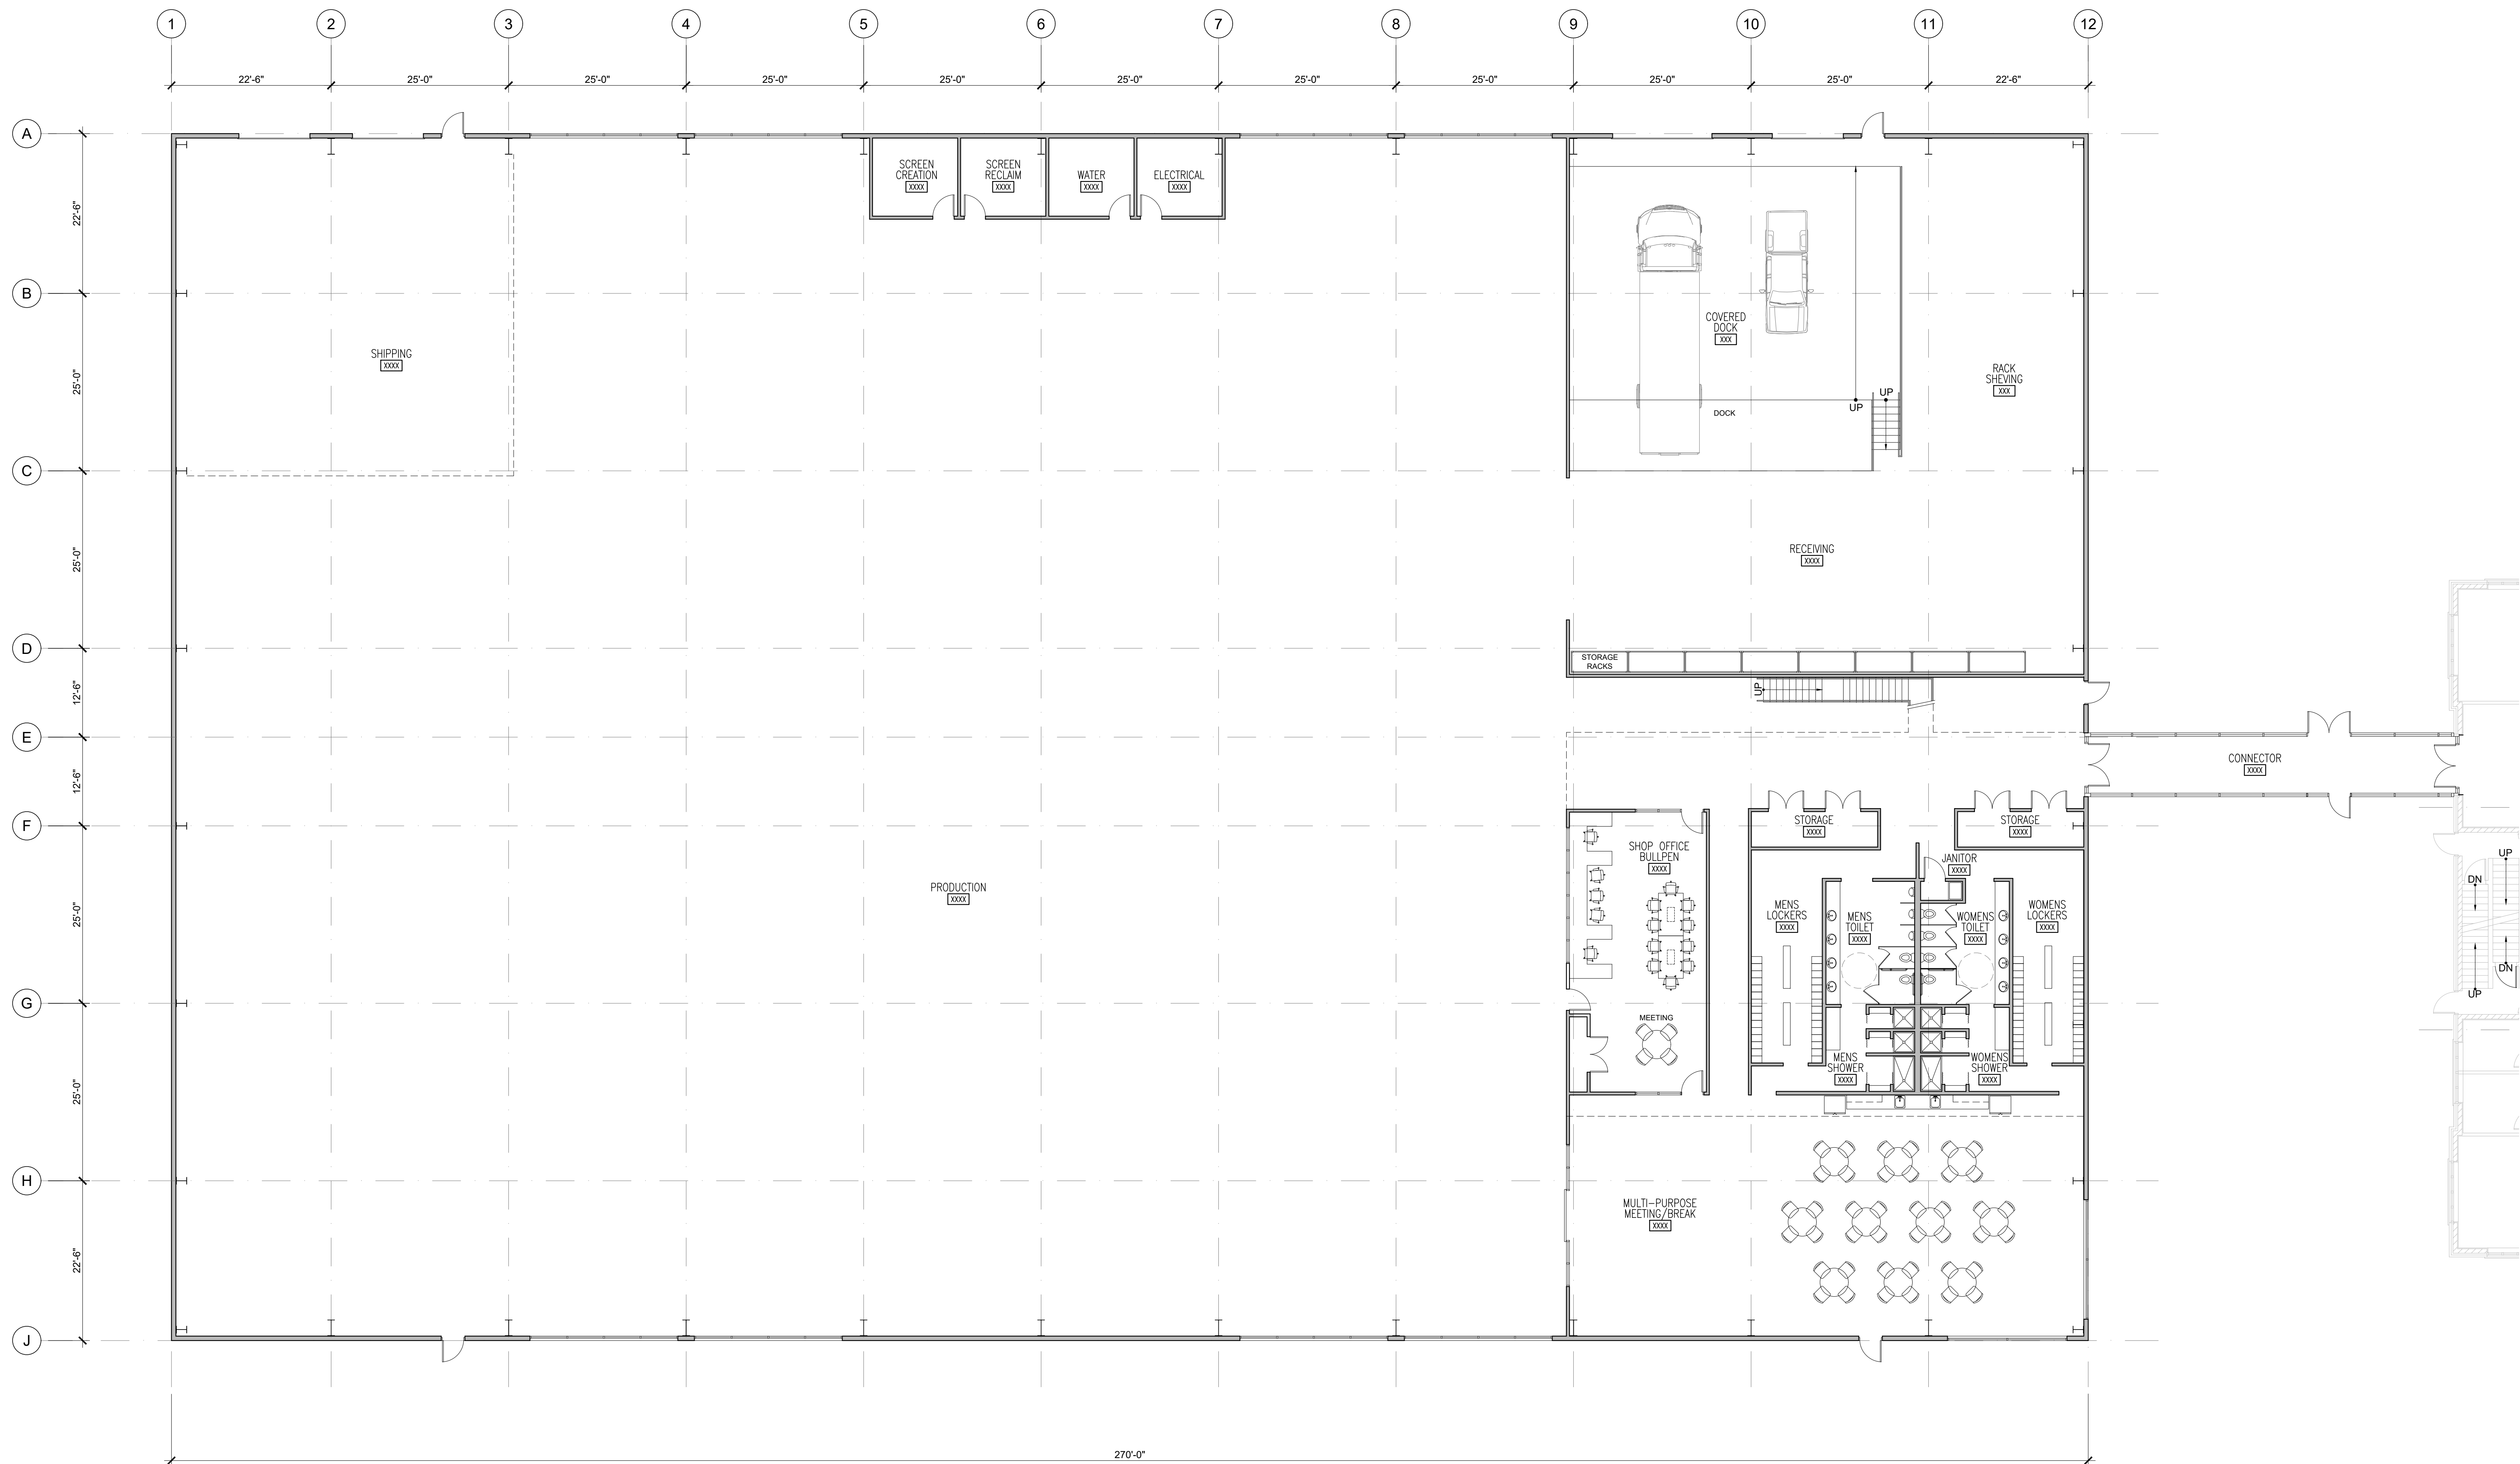 1 2 3 4 5 6 7 8 9 10 11 12
22'-6" 25'-0" 25'-0" 25'-0" 25'-0" 25'-0" 25'-0" 25'-0" 25'-0" 25'-0" 22'-6"
A
22'-6"
B
25'-0"
C
25'-0"
D
12'-6"
E
12'-6"
F
25'-0"
G
25'-0"
H
22'-6"
J
SCREEN
CREATION
XXXX
SCREEN
RECLAIM
XXXX
WATER
XXXX
ELECTRICAL
XXXX
SHIPPING
XXXX
COVERED
DOCK
XXX
RACK
SHEVING
XXX
UP
UP
DOCK
RECEIVING
XXXX
STORAGE
RACKS
UP
CONNECTOR
XXXX
STORAGE
XXXX
STORAGE
XXXX
SHOP OFFICE
BULLPEN
XXXX
JANITOR
XXXX
PRODUCTION
XXXX
MENS
LOCKERS
XXXX
MENS
TOILET
XXXX
WOMENS
TOILET
XXXX
WOMENS
LOCKERS
XXXX
UP
DN
DN
UP
MEETING
MENS
SHOWER
XXXX
WOMENS
SHOWER
XXXX
MULTI-PURPOSE
MEETING/BREAK
XXXX
270'-0"